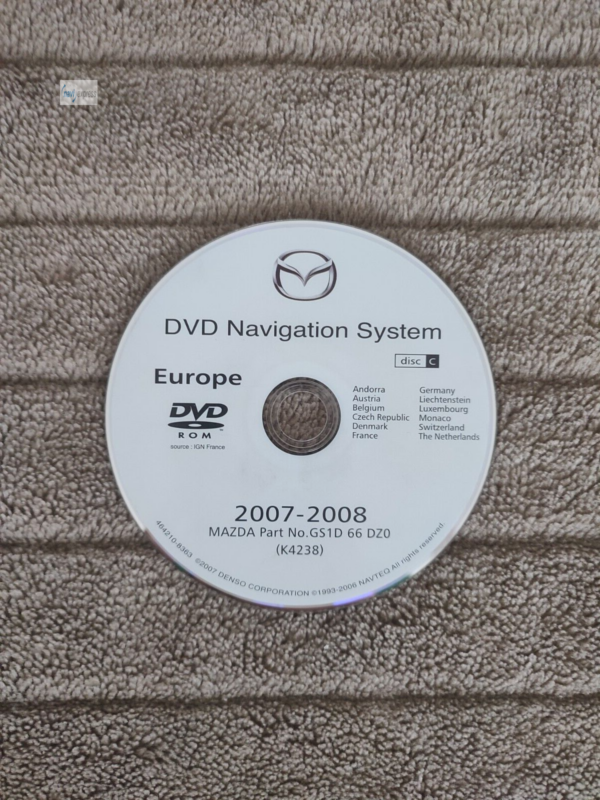 DVD Navigation System
disc C
Europe
DVD
ROM
source : IGN France
Andorra
Austria
Belgium
Czech Republic
Denmark
France
Germany
Liechtenstein
Luxembourg
Monaco
Switzerland
The Netherlands
2007-2008
MAZDA Part No.GS1D 66 DZ0
(K4238)
464210-8363 ©2007 DENSO CORPORATION ©1993-2006 NAVTEQ All rights reserved.